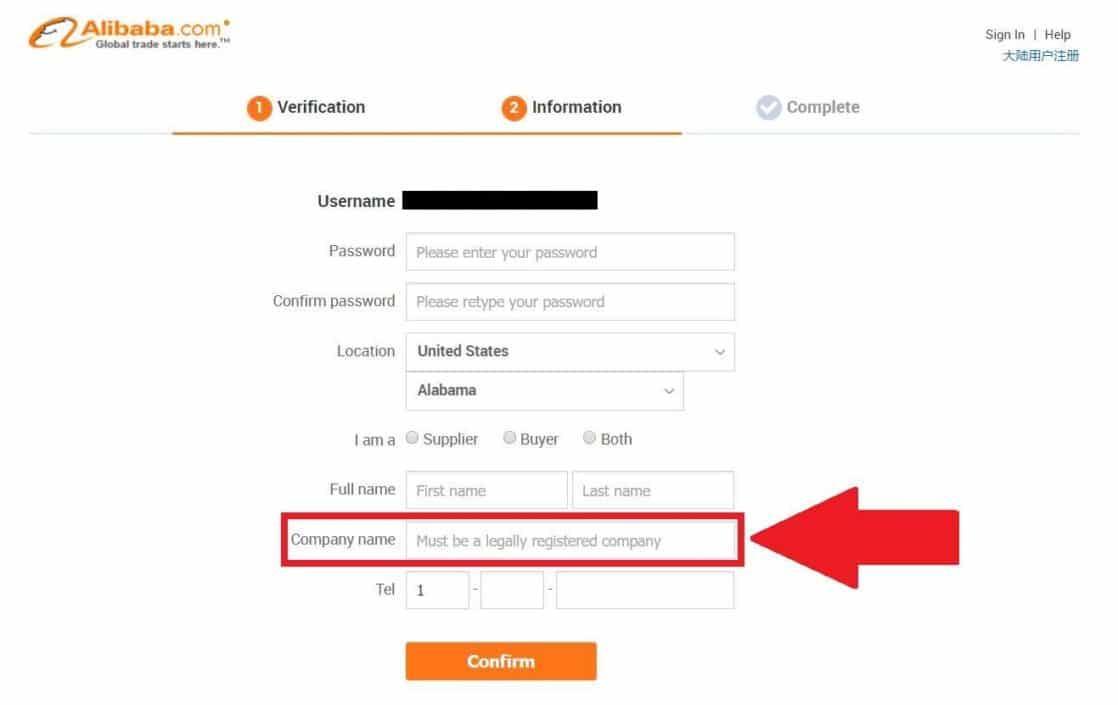 Alibaba.com
Global trade starts here.™
Sign In | Help
大陆用户注册
1 Verification
2 Information
Complete
Username
Password Please enter your password
Confirm password Please retype your password
Location United States
Alabama
I am a Supplier Buyer Both
Full name First name Last name
Company name Must be a legally registered company
Tel 1 - -
Confirm